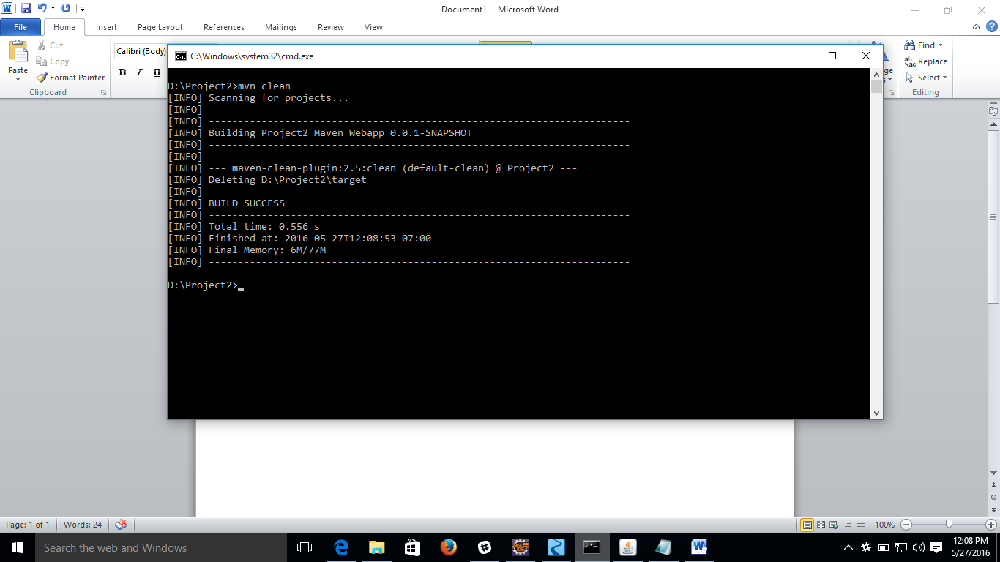 Document1 - Microsoft Word
File Home Insert Page Layout References Mailings Review View
Paste
Cut
Copy
Format Painter
Clipboard
Calibri (Body)
B I U
Find
Replace
Select
Editing
C:\Windows\system32\cmd.exe
D:\Project2>mvn clean
[INFO] Scanning for projects...
[INFO]
[INFO] ------------------------------------------------------------------------
[INFO] Building Project2 Maven Webapp 0.0.1-SNAPSHOT
[INFO] ------------------------------------------------------------------------
[INFO]
[INFO] --- maven-clean-plugin:2.5:clean (default-clean) @ Project2 ---
[INFO] Deleting D:\Project2\target
[INFO] ------------------------------------------------------------------------
[INFO] BUILD SUCCESS
[INFO] ------------------------------------------------------------------------
[INFO] Total time: 0.556 s
[INFO] Finished at: 2016-05-27T12:08:53-07:00
[INFO] Final Memory: 6M/77M
[INFO] ------------------------------------------------------------------------
D:\Project2>
Page: 1 of 1 Words: 24 100%
Search the web and Windows
12:08 PM
5/27/2016